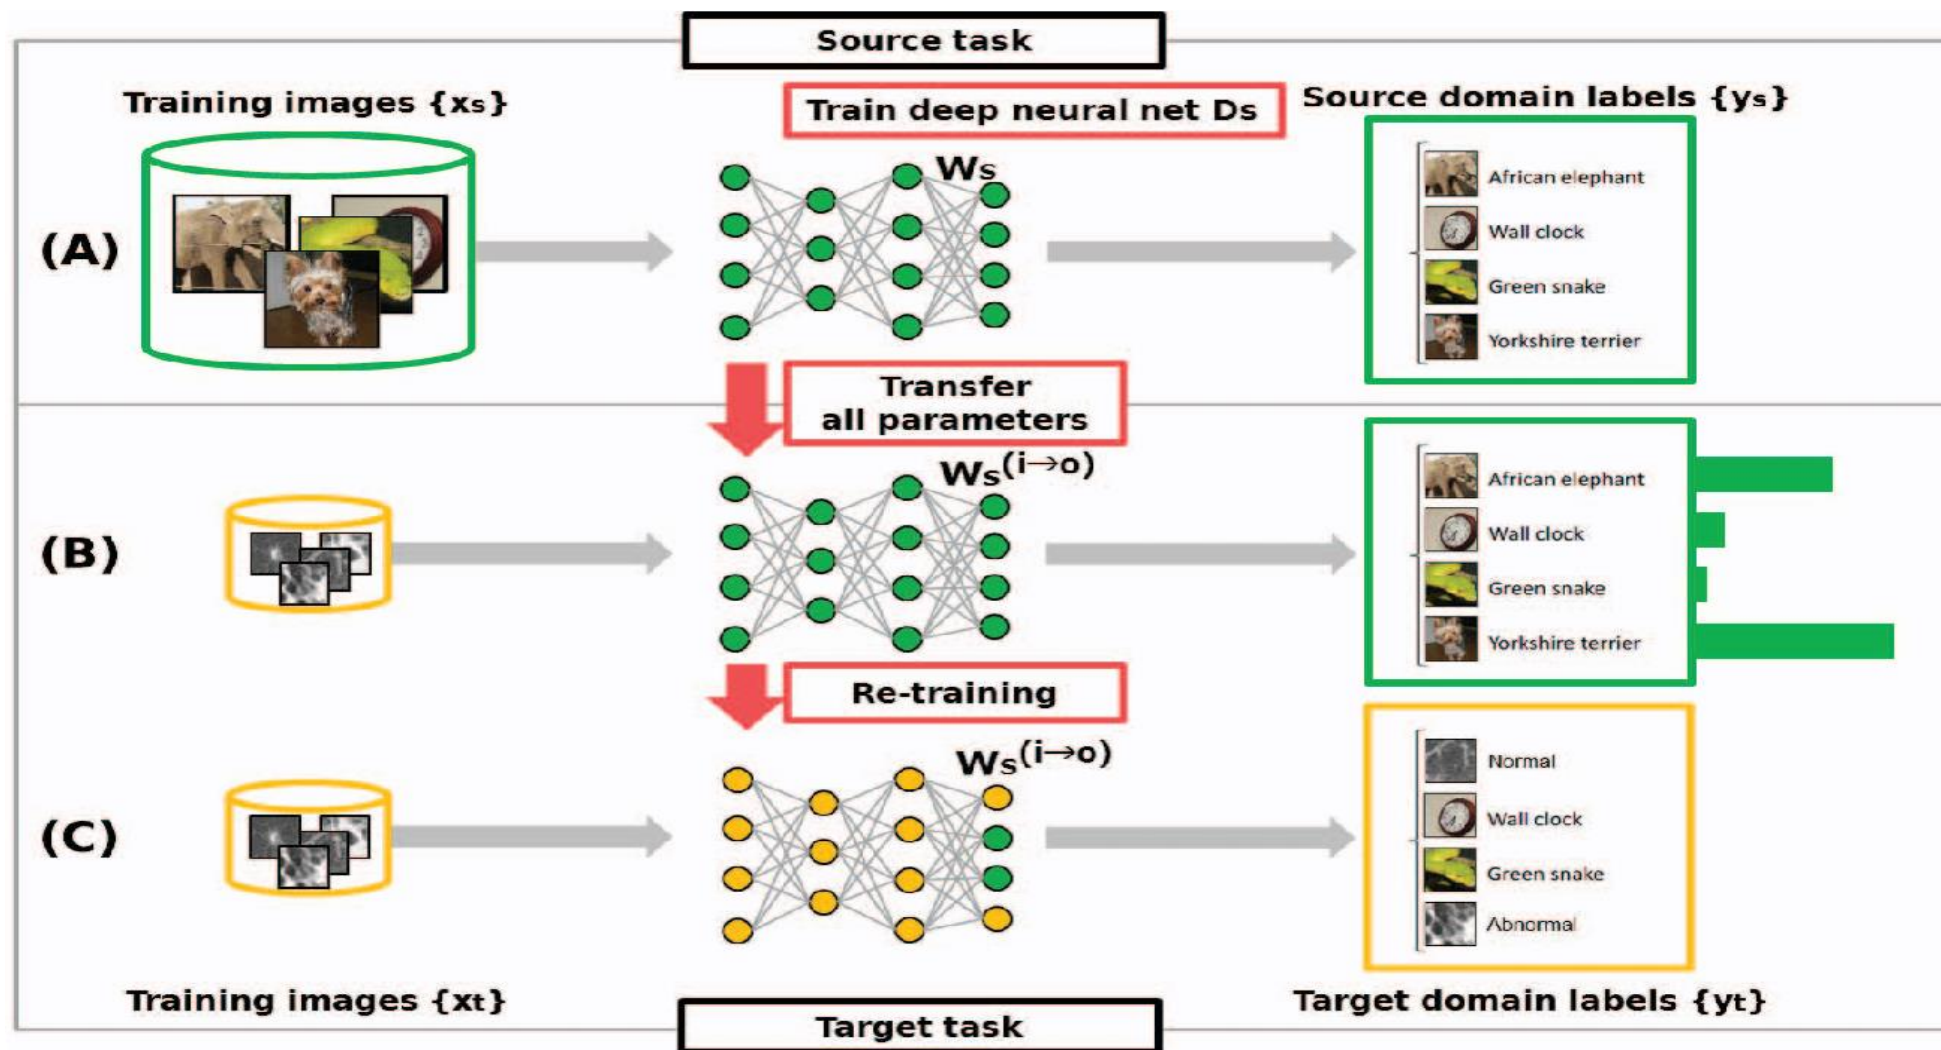 Source task
Training images {xs}
Train deep neural net Ds
Source domain labels {ys}
(A)
Ws
African elephant
Wall clock
Green snake
Yorkshire terrier
Transfer
all parameters
(B)
Ws(i→o)
African elephant
Wall clock
Green snake
Yorkshire terrier
Re-training
(C)
Ws(i→o)
Normal
Wall clock
Green snake
Abnormal
Training images {xt}
Target domain labels {yt}
Target task